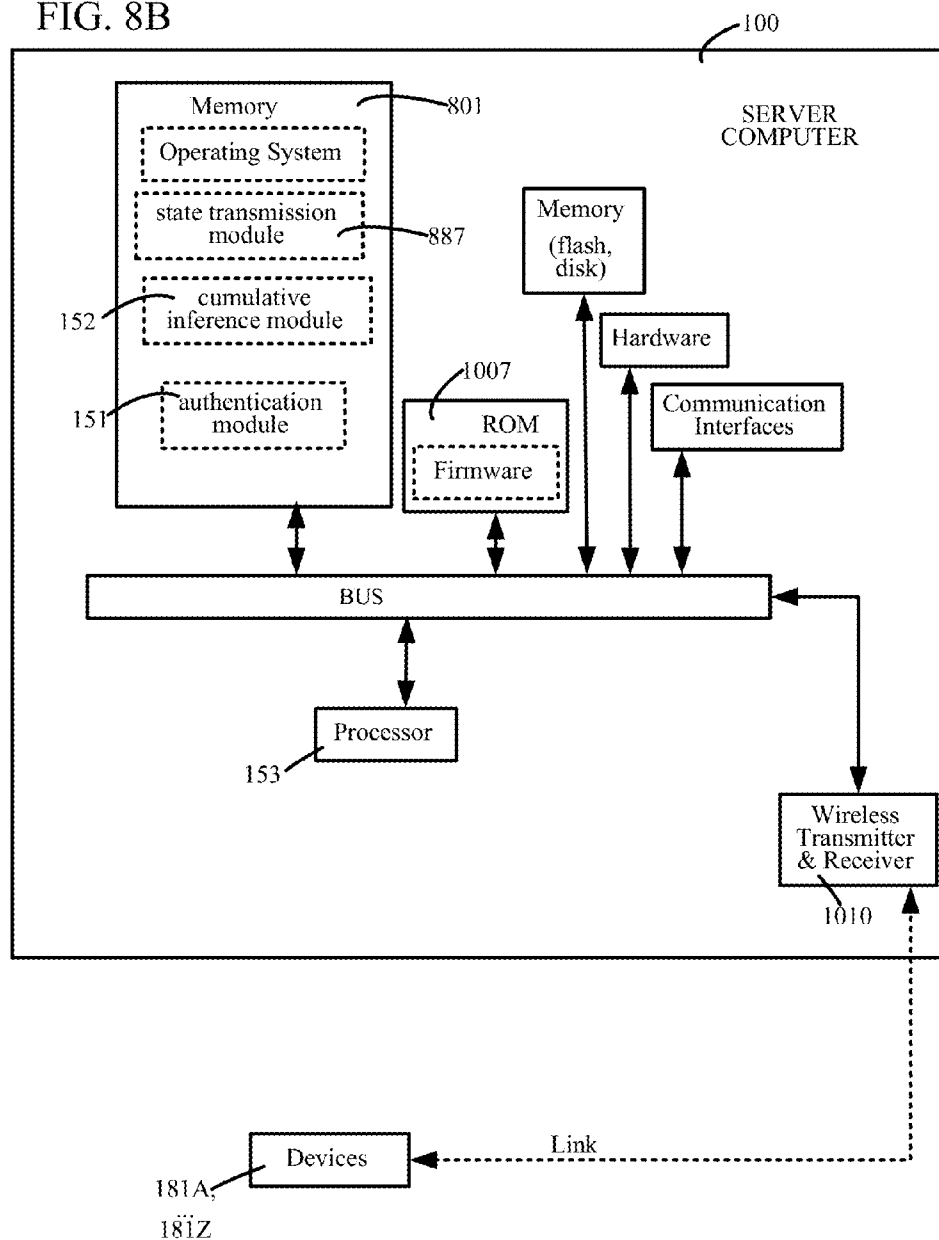 FIG. 8B
100
SERVER
COMPUTER
Memory
801
Operating System
state transmission
module
887
cumulative
inference module
152
authentication
module
151
1007
ROM
Firmware
Memory
(flash,
disk)
Hardware
Communication
Interfaces
BUS
Processor
153
Wireless
Transmitter
& Receiver
1010
Devices
Link
181A,
...
181Z